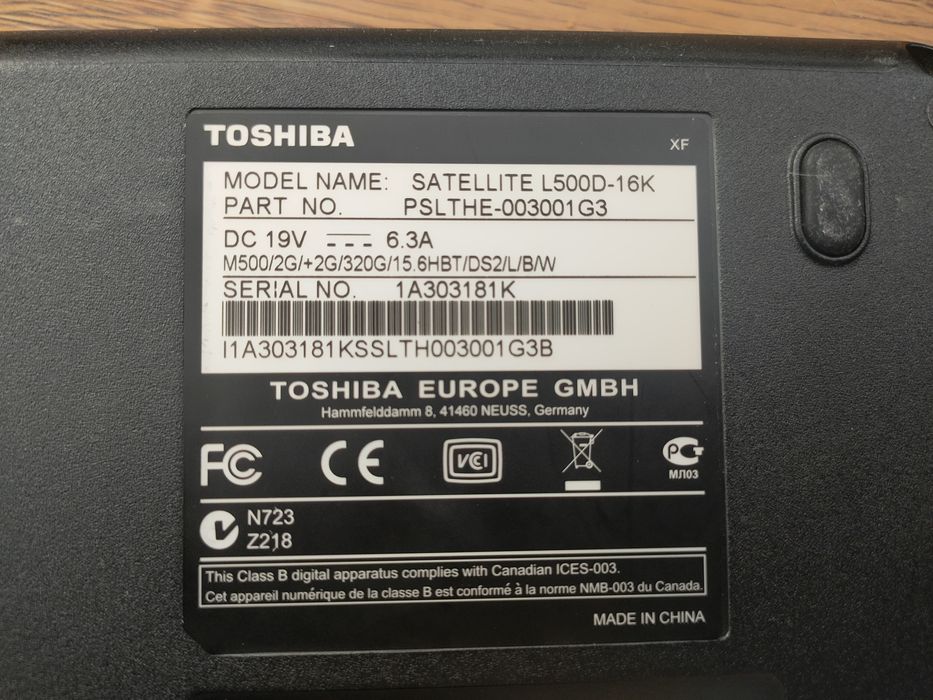 TOSHIBA
XF
MODEL NAME: SATELLITE L500D-16K
PART NO. PSLTHE-003001G3
DC 19V 6.3A
M500/2G/+2G/320G/15.6HBT/DS2/L/B/W
SERIAL NO. 1A303181K
I1A303181KSSLTH003001G3B
TOSHIBA EUROPE GMBH
Hammfelddamm 8, 41460 NEUSS, Germany
FC CE VCI PCT
МЛ03
N723
Z218
This Class B digital apparatus complies with Canadian ICES-003.
Cet appareil numérique de la classe B est conformé à la norme NMB-003 du Canada.
MADE IN CHINA